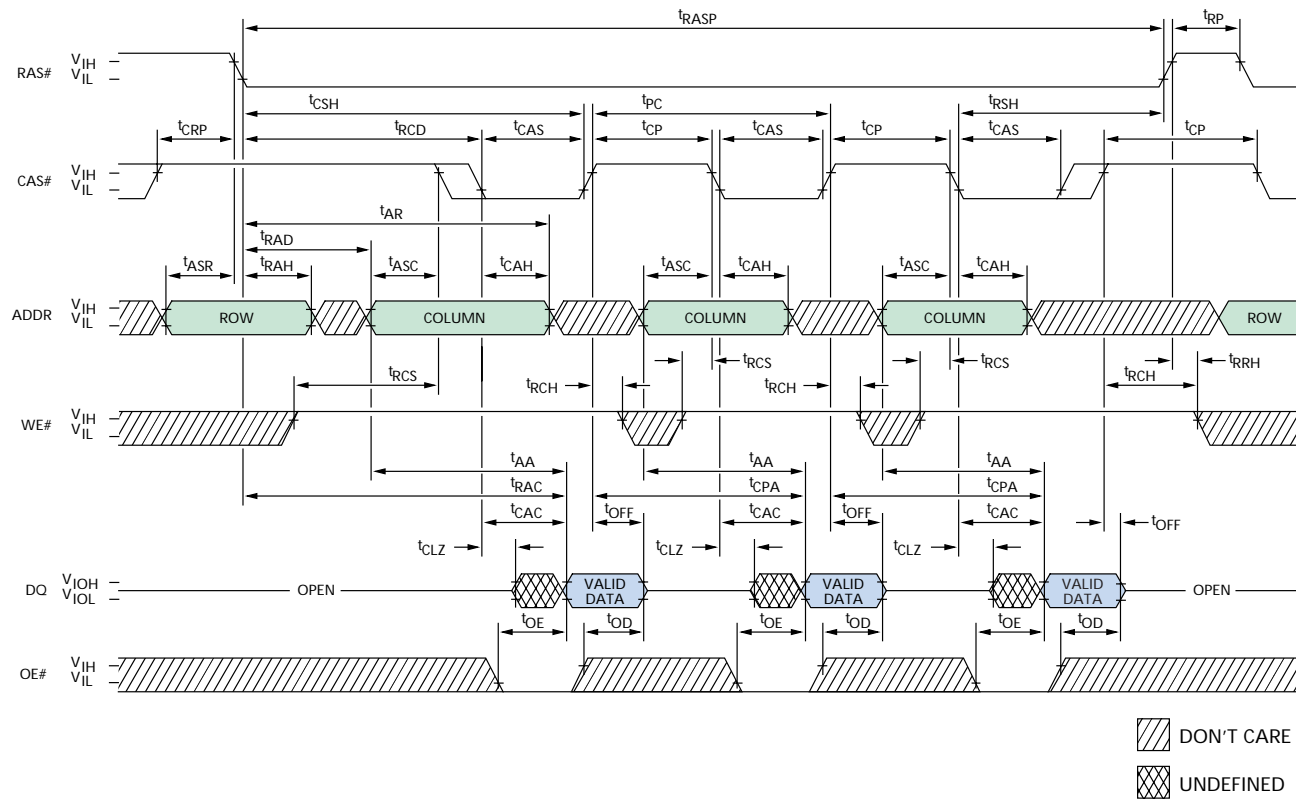 tRASP tRP
RAS# VIH
VIL
tCSH tPC tRSH
tCRP tRCD tCAS tCP tCAS tCP tCAS tCP
CAS# VIH
VIL
tAR
tRAD
tASR tRAH tASC tCAH tASC tCAH tASC tCAH
ADDR VIH
VIL
ROW COLUMN COLUMN COLUMN ROW
tRCS tRCH tRCS tRCH tRCS tRCH tRRH
WE# VIH
VIL
tAA tAA tAA
tRAC tCPA tCPA
tCAC tOFF tCAC tOFF tCAC tOFF
tCLZ tCLZ tCLZ
DQ VIOH
VIOL
OPEN VALID DATA VALID DATA VALID DATA OPEN
tOE tOD tOE tOD tOE tOD
OE# VIH
VIL
DON'T CARE
UNDEFINED